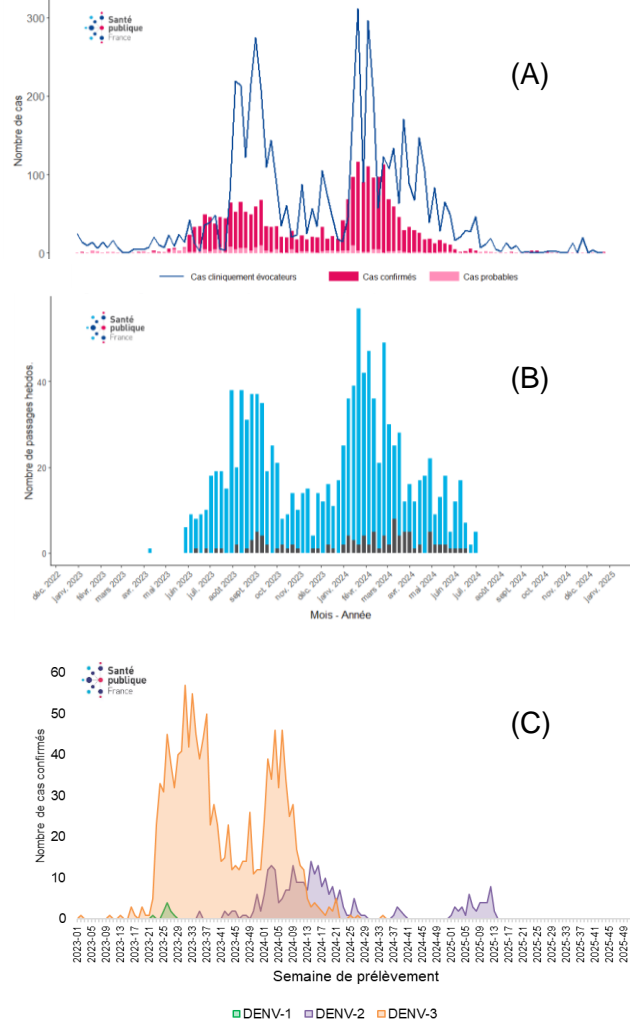 Santé
publique
France
(A)
Nombre de cas
300
200
100
0
Cas cliniquement évocateurs
Cas confirmés
Cas probables
Santé
publique
France
(B)
Nombre de passages hebdos.
40
20
0
déc. 2022
janv. 2023
févr. 2023
mars 2023
avr. 2023
mai 2023
juin 2023
juil. 2023
août 2023
sept. 2023
oct. 2023
nov. 2023
déc. 2023
janv. 2024
févr. 2024
mars 2024
avr. 2024
mai 2024
juin 2024
juil. 2024
août 2024
sept. 2024
oct. 2024
nov. 2024
déc. 2024
janv. 2025
Mois - Année
Santé
publique
France
(C)
Nombre de cas confirmés
60
50
40
30
20
10
0
2023-01
2023-05
2023-09
2023-13
2023-17
2023-21
2023-25
2023-29
2023-33
2023-37
2023-41
2023-45
2023-49
2024-01
2024-05
2024-09
2024-13
2024-17
2024-21
2024-25
2024-29
2024-33
2024-37
2024-41
2024-45
2024-49
2025-01
2025-05
2025-09
2025-13
2025-17
2025-21
2025-25
2025-29
2025-33
2025-37
2025-41
2025-45
2025-49
Semaine de prélèvement
DENV-1
DENV-2
DENV-3